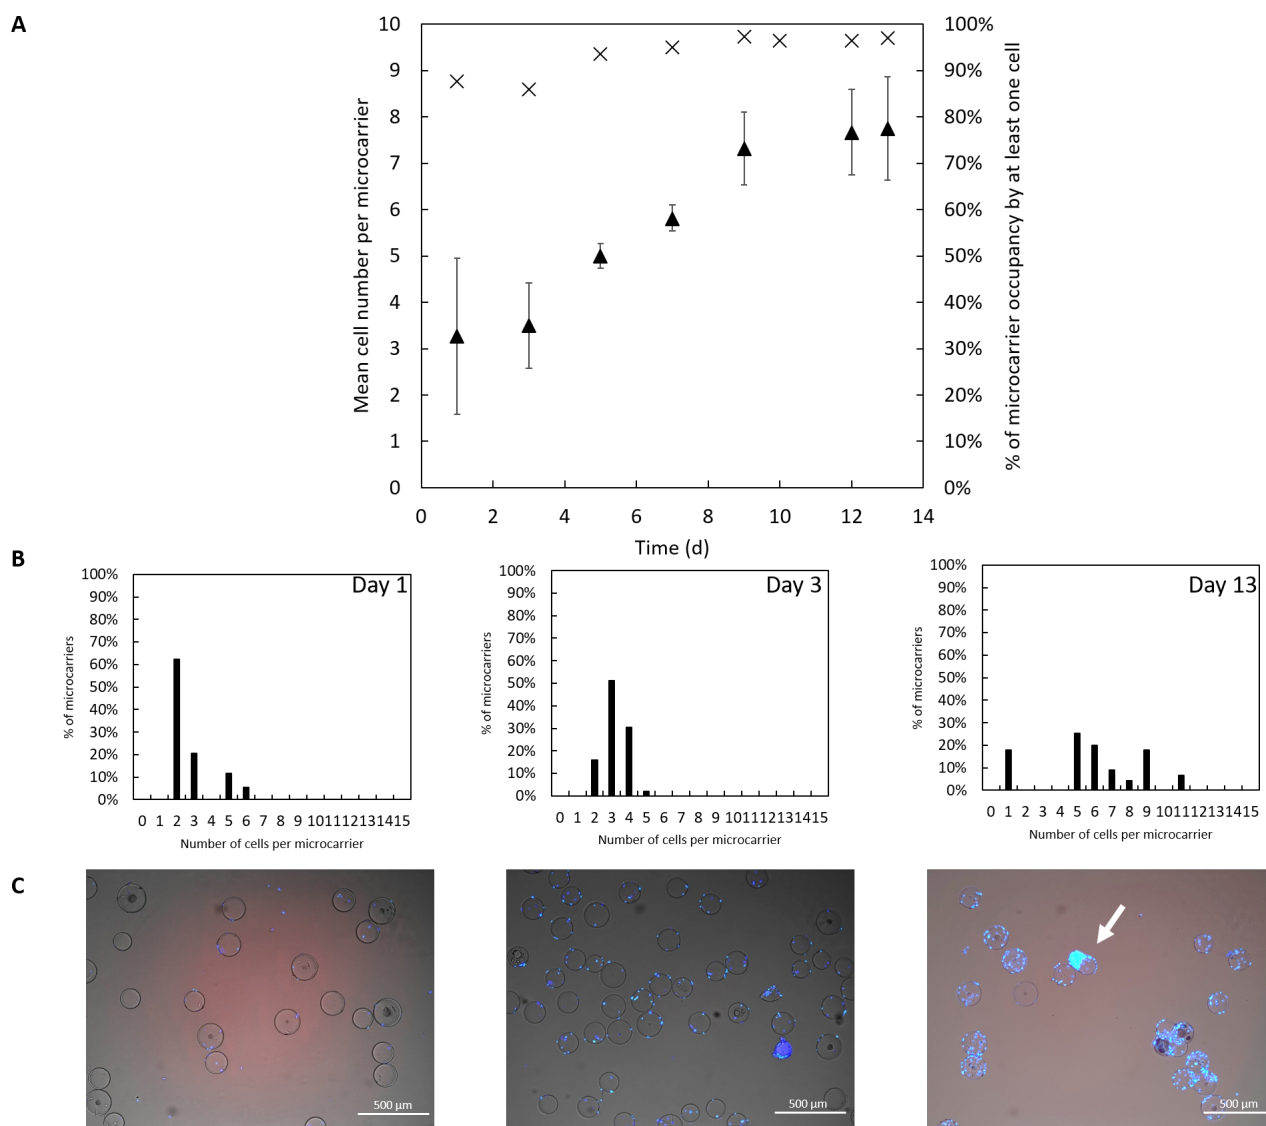 A
Mean cell number per microcarrier
10
9
8
7
6
5
4
3
2
1
0
100%
90%
80%
70%
60%
50%
40%
30%
20%
10%
0%
% of microcarrier occupancy by at least one cell
0 2 4 6 8 10 12 14
Time (d)
B
Day 1
% of microcarriers
100%
90%
80%
70%
60%
50%
40%
30%
20%
10%
0%
0 1 2 3 4 5 6 7 8 9 10 11 12 13 14 15
Number of cells per microcarrier
Day 3
% of microcarriers
100%
90%
80%
70%
60%
50%
40%
30%
20%
10%
0%
0 1 2 3 4 5 6 7 8 9 10 11 12 13 14 15
Number of cells per microcarrier
Day 13
% of microcarriers
100%
90%
80%
70%
60%
50%
40%
30%
20%
10%
0%
0 1 2 3 4 5 6 7 8 9 10 11 12 13 14 15
Number of cells per microcarrier
C
500 µm
500 µm
500 µm